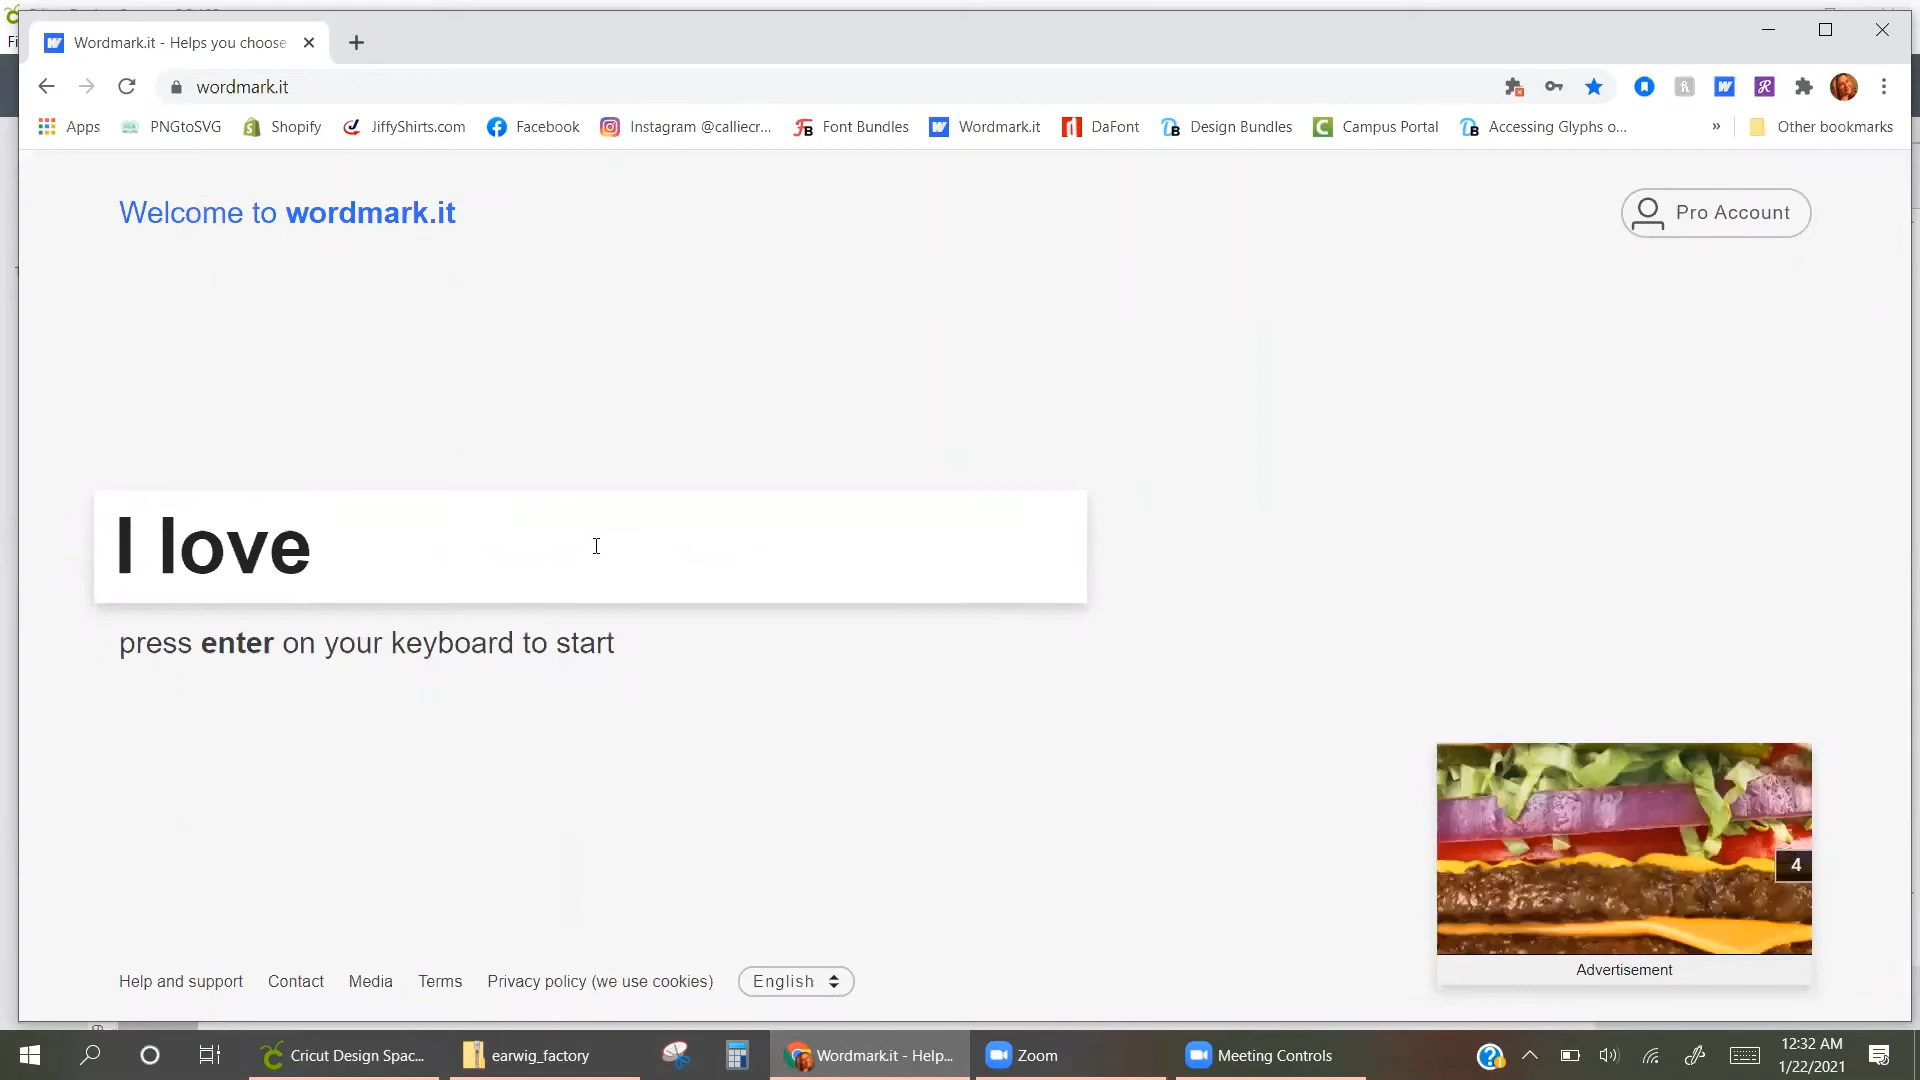 Wordmark.it - Helps you choose
wordmark.it
Apps PNGtoSVG Shopify JiffyShirts.com Facebook Instagram @calliecr... Font Bundles Wordmark.it DaFont Design Bundles Campus Portal Accessing Glyphs o... » Other bookmarks
Welcome to wordmark.it
Pro Account
I love
press enter on your keyboard to start
4
Advertisement
Help and support Contact Media Terms Privacy policy (we use cookies) English
Cricut Design Spac... earwig_factory Wordmark.it - Help... Zoom Meeting Controls
12:32 AM
1/22/2021